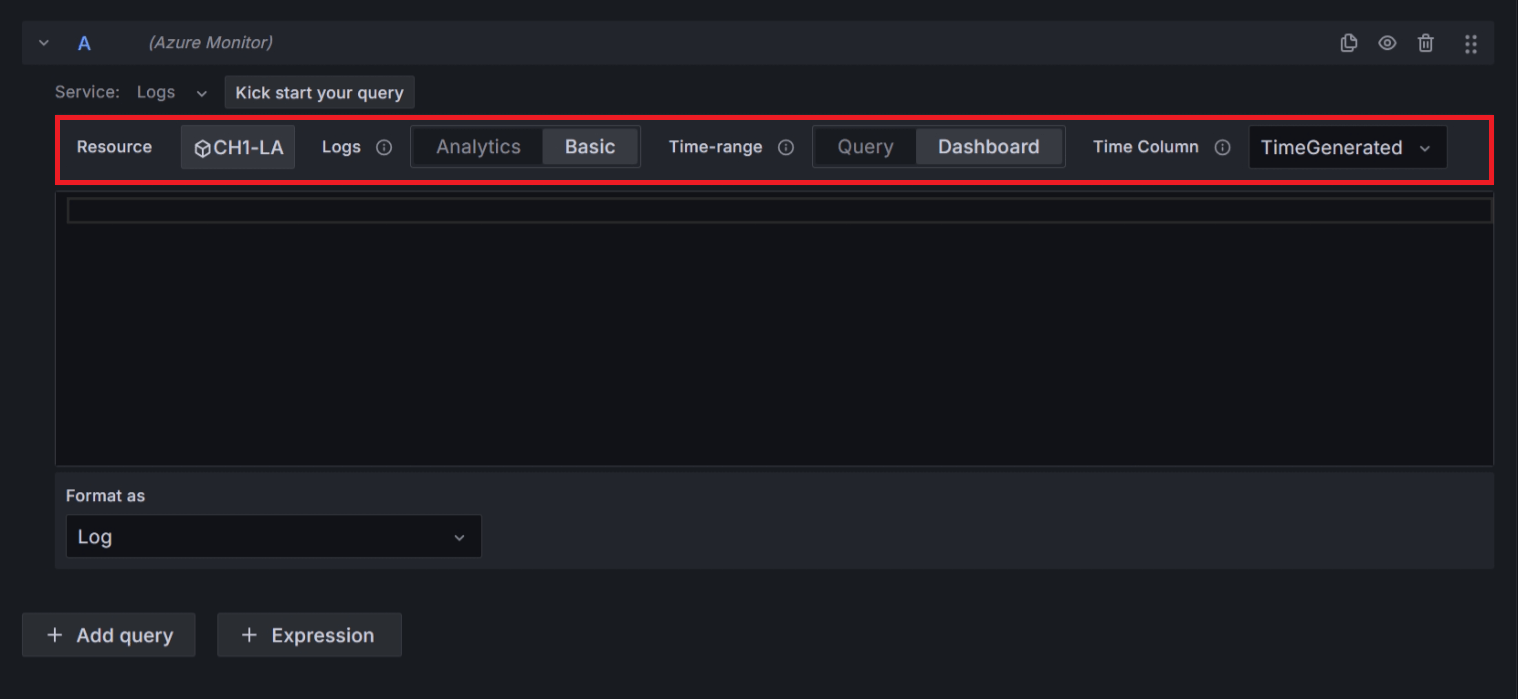 A (Azure Monitor)
Service: Logs Kick start your query
Resource CH1-LA Logs Analytics Basic Time-range Query Dashboard Time Column TimeGenerated
Format as
Log
+ Add query + Expression